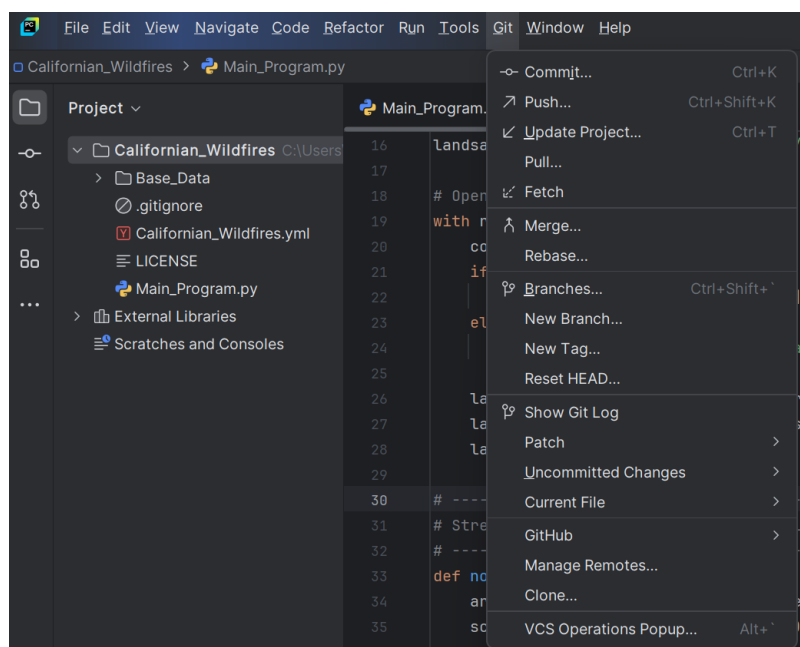 PC File Edit View Navigate Code Refactor Run Tools Git Window Help
Californian_Wildfires > Main_Program.py
Project
Californian_Wildfires C:\Users
Base_Data
.gitignore
Californian_Wildfires.yml
LICENSE
Main_Program.py
External Libraries
Scratches and Consoles
Main_Program.
16 landsa
17
18 # Open
19 with n
20 co
21 if
22
23 el
24
25
26 la
27 la
28 la
29
30 # ----
31 # Stre
32 # ----
33 def no
34 ar
35 sc
Commit... Ctrl+K
Push... Ctrl+Shift+K
Update Project... Ctrl+T
Pull...
Fetch
Merge...
Rebase...
Branches... Ctrl+Shift+`
New Branch...
New Tag...
Reset HEAD...
Show Git Log
Patch
Uncommitted Changes
Current File
GitHub
Manage Remotes...
Clone...
VCS Operations Popup... Alt+`